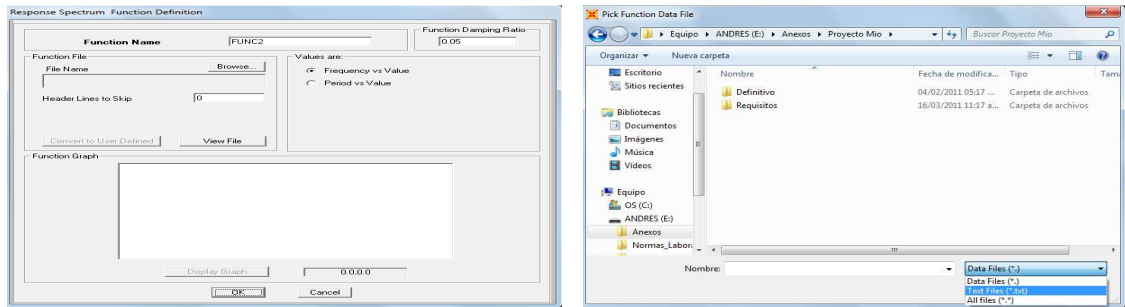 Response Spectrum Function Definition
Function Damping Ratio
Function Name FUNC2 0.05
Function File
File Name Browse...
Header Lines to Skip 0
Convert to User Defined View File
Values are:
Frequency vs Value
Period vs Value
Function Graph
Display Graph 0.0,0.0
OK Cancel
Pick Function Data File
Equipo ANDRES (E:) Anexos Proyecto Mio Buscar Proyecto Mio
Organizar Nueva carpeta
Escritorio
Sitios recientes
Bibliotecas
Documentos
Imágenes
Música
Vídeos
Equipo
OS (C:)
ANDRES (E:)
Anexos
Normas_Labor
Nombre Fecha de modifica... Tipo Tam
Definitivo 04/02/2011 05:17 ... Carpeta de archivos
Requisitos 16/03/2011 11:17 a... Carpeta de archivos
Nombre: Data Files (*.)
Data Files (*.)
Text Files (*.txt)
All files (*.*)